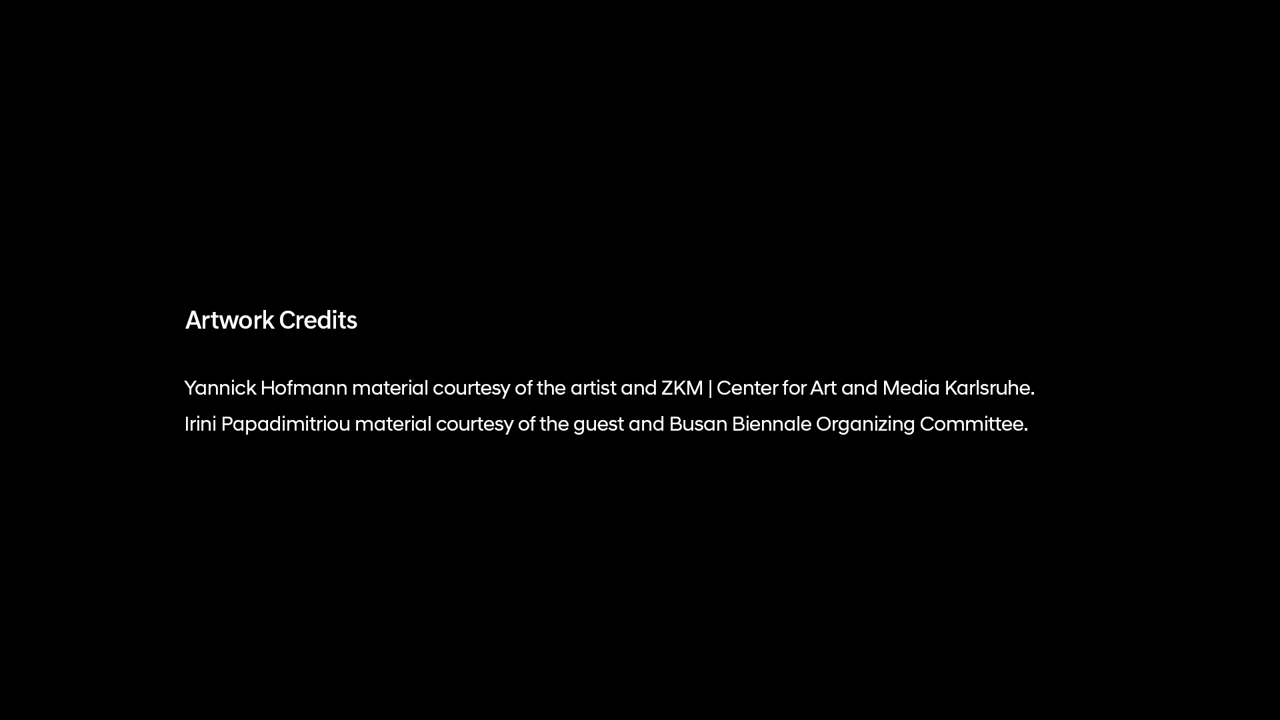 Artwork Credits
Yannick Hofmann material courtesy of the artist and ZKM | Center for Art and Media Karlsruhe.
Irini Papadimitriou material courtesy of the guest and Busan Biennale Organizing Committee.